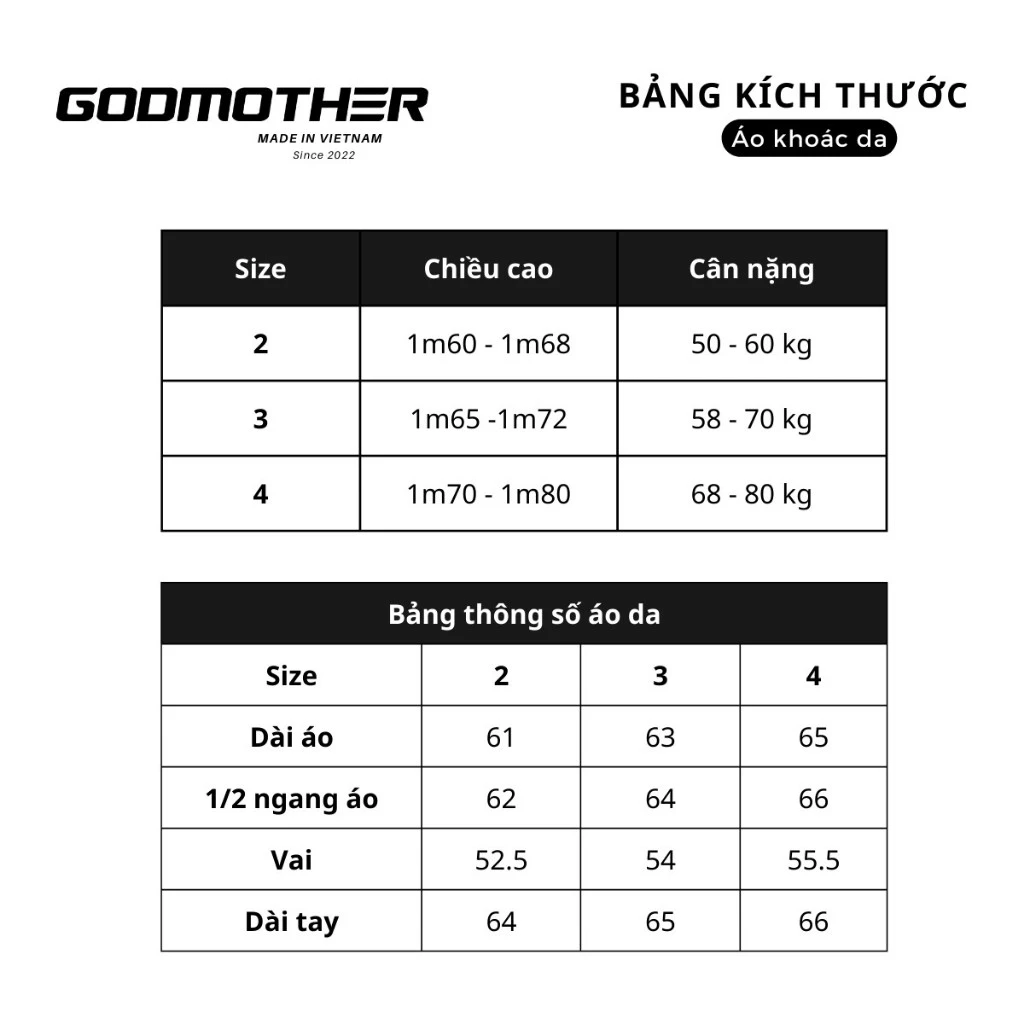 GODMOTHER
MADE IN VIETNAM
Since 2022
BẢNG KÍCH THƯỚC
Áo khoác da
Size Chiều cao Cân nặng
2 1m60 - 1m68 50 - 60 kg
3 1m65 -1m72 58 - 70 kg
4 1m70 - 1m80 68 - 80 kg
Bảng thông số áo da
Size 2 3 4
Dài áo 61 63 65
1/2 ngang áo 62 64 66
Vai 52.5 54 55.5
Dài tay 64 65 66